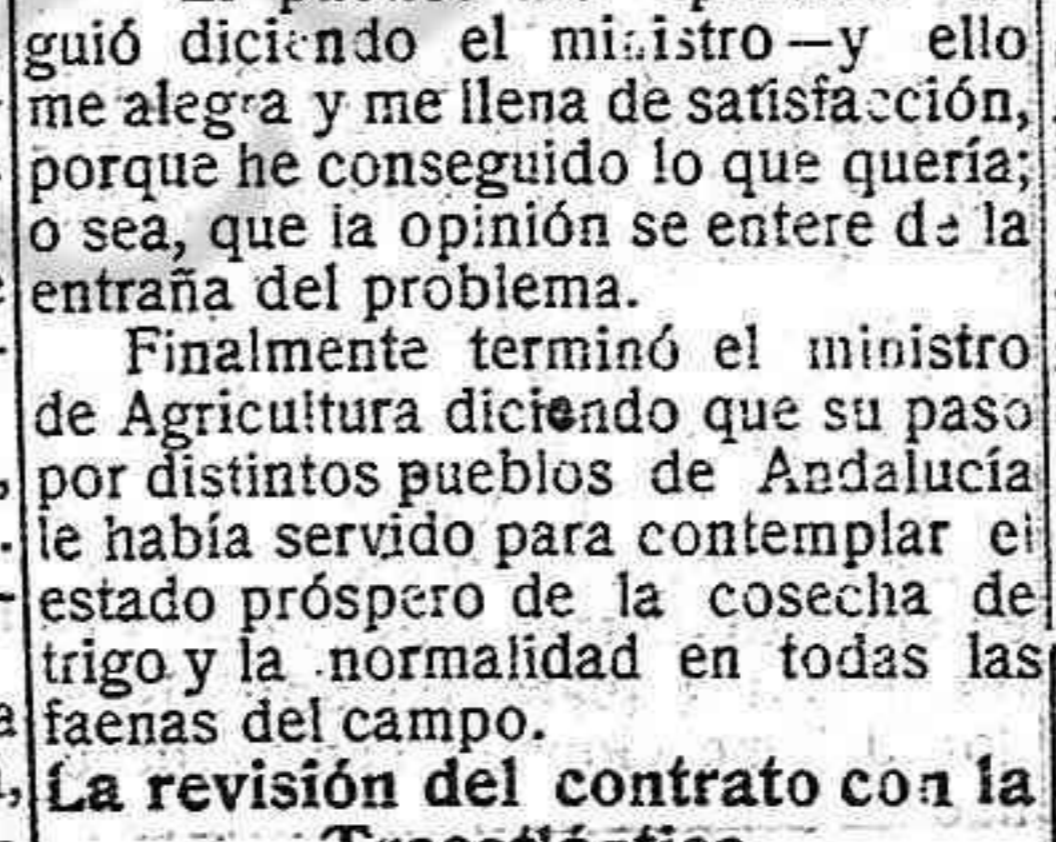 guió diciendo el ministro—y ello
me alegra y me llena de satisfacción,
porque he conseguido lo que quería;
o sea, que la opinión se entere de la
entraña del problema.
Finalmente terminó el ministro
de Agricultura diciendo que su paso
por distintos pueblos de Andalucía
le había servido para contemplar el
estado próspero de la cosecha de
trigo y la normalidad en todas las
faenas del campo.
La revisión del contrato con la